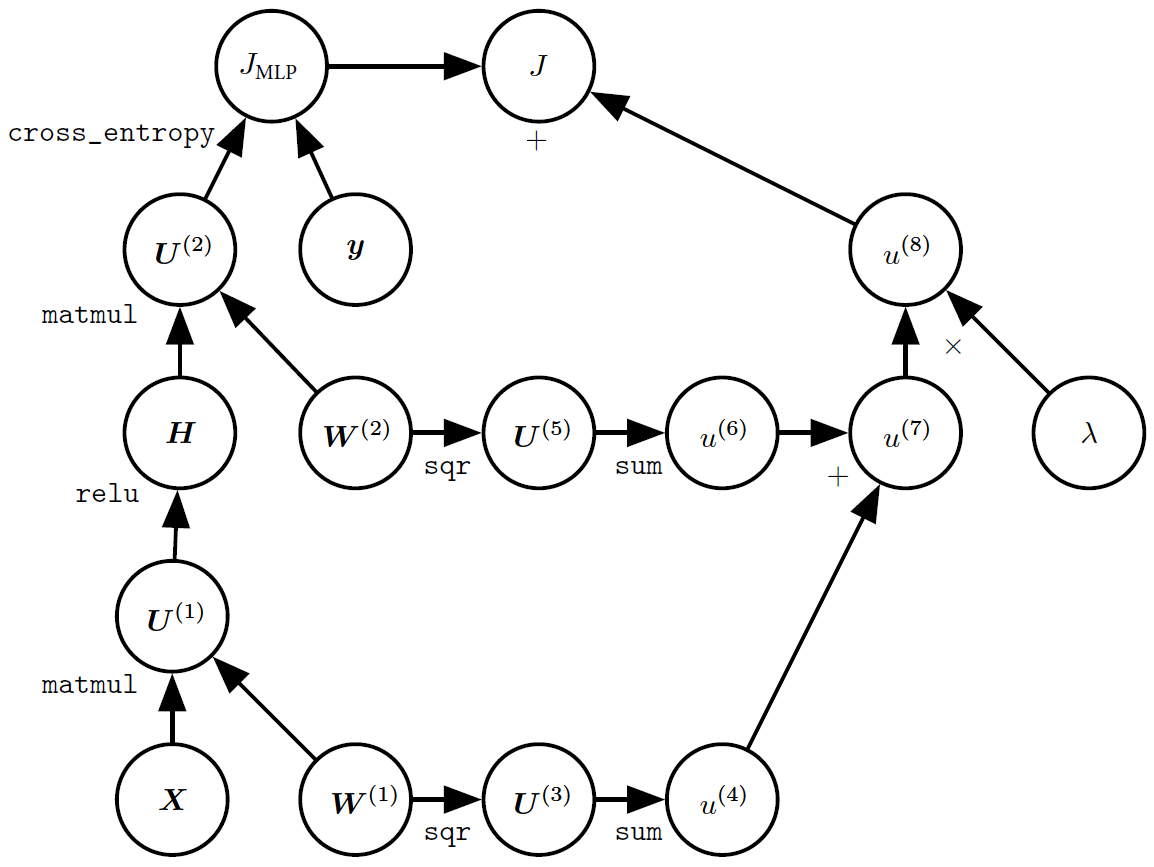 J_MLP J
cross_entropy +
U^(2) y u^(8)
matmul ×
H W^(2) U^(5) u^(6) u^(7) λ
sqr sum +
relu
U^(1)
matmul
X W^(1) U^(3) u^(4)
sqr sum